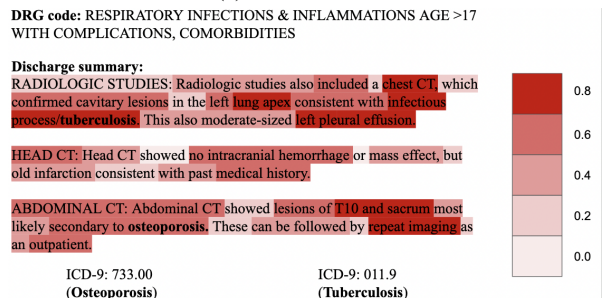 DRG code: RESPIRATORY INFECTIONS & INFLAMMATIONS AGE >17
WITH COMPLICATIONS, COMORBIDITIES
Discharge summary:
RADIOLOGIC STUDIES: Radiologic studies also included a chest CT, which
confirmed cavitary lesions in the left lung apex consistent with infectious
process/tuberculosis. This also moderate-sized left pleural effusion.
HEAD CT: Head CT showed no intracranial hemorrhage or mass effect, but
old infarction consistent with past medical history.
ABDOMINAL CT: Abdominal CT showed lesions of T10 and sacrum most
likely secondary to osteoporosis. These can be followed by repeat imaging as
an outpatient.
ICD-9: 733.00
(Osteoporosis)
ICD-9: 011.9
(Tuberculosis)
0.8
0.6
0.4
0.2
0.0